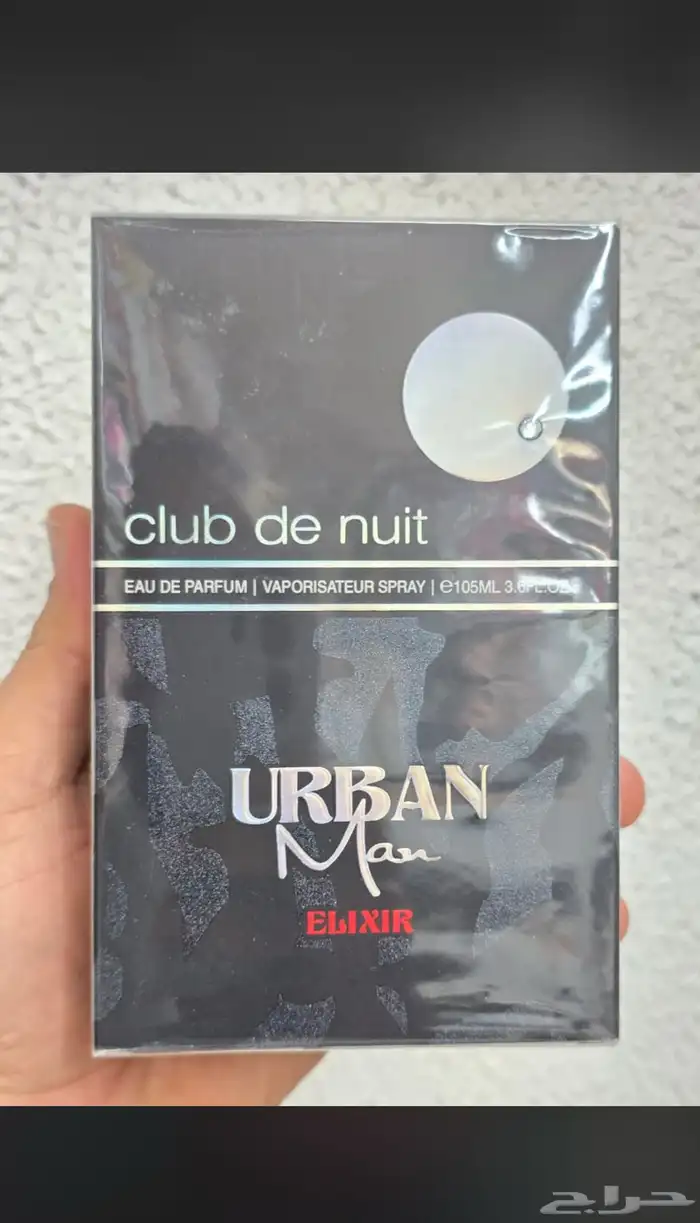 club de nuit
EAU DE PARFUM | VAPORISATEUR SPRAY | ℮105ML 3.6FL.OZ.
URBAN
Man
ELIXIR
حراج